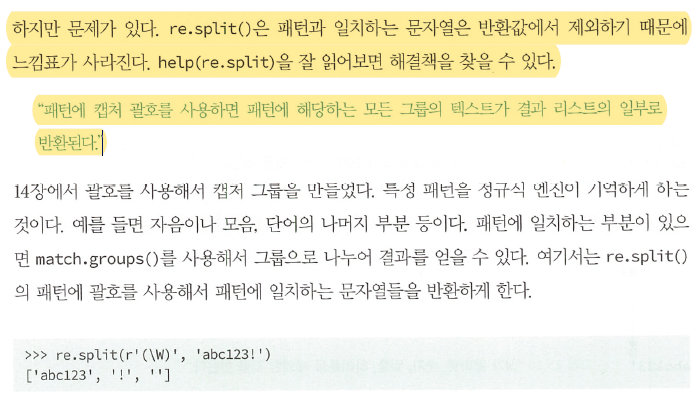 하지만 문제가 있다. re.split()은 패턴과 일치하는 문자열은 반환값에서 제외하기 때문에
느낌표가 사라진다. help(re.split)을 잘 읽어보면 해결책을 찾을 수 있다.
“패턴에 캡처 괄호를 사용하면 패턴에 해당하는 모든 그룹의 텍스트가 결과 리스트의 일부로
반환된다.”
14장에서 괄호를 사용해서 캡처 그룹을 만들었다. 특정 패턴을 정규식 엔진이 기억하게 하는
것이다. 예를 들면 자음이나 모음, 단어의 나머지 부분 등이다. 패턴에 일치하는 부분이 있으
면 match.groups()를 사용해서 그룹으로 나누어 결과를 얻을 수 있다. 여기서는 re.split()
의 패턴에 괄호를 사용해서 패턴에 일치하는 문자열들을 반환하게 한다.
>>> re.split(r'(\W)', 'abc123!')
['abc123', '!', '']